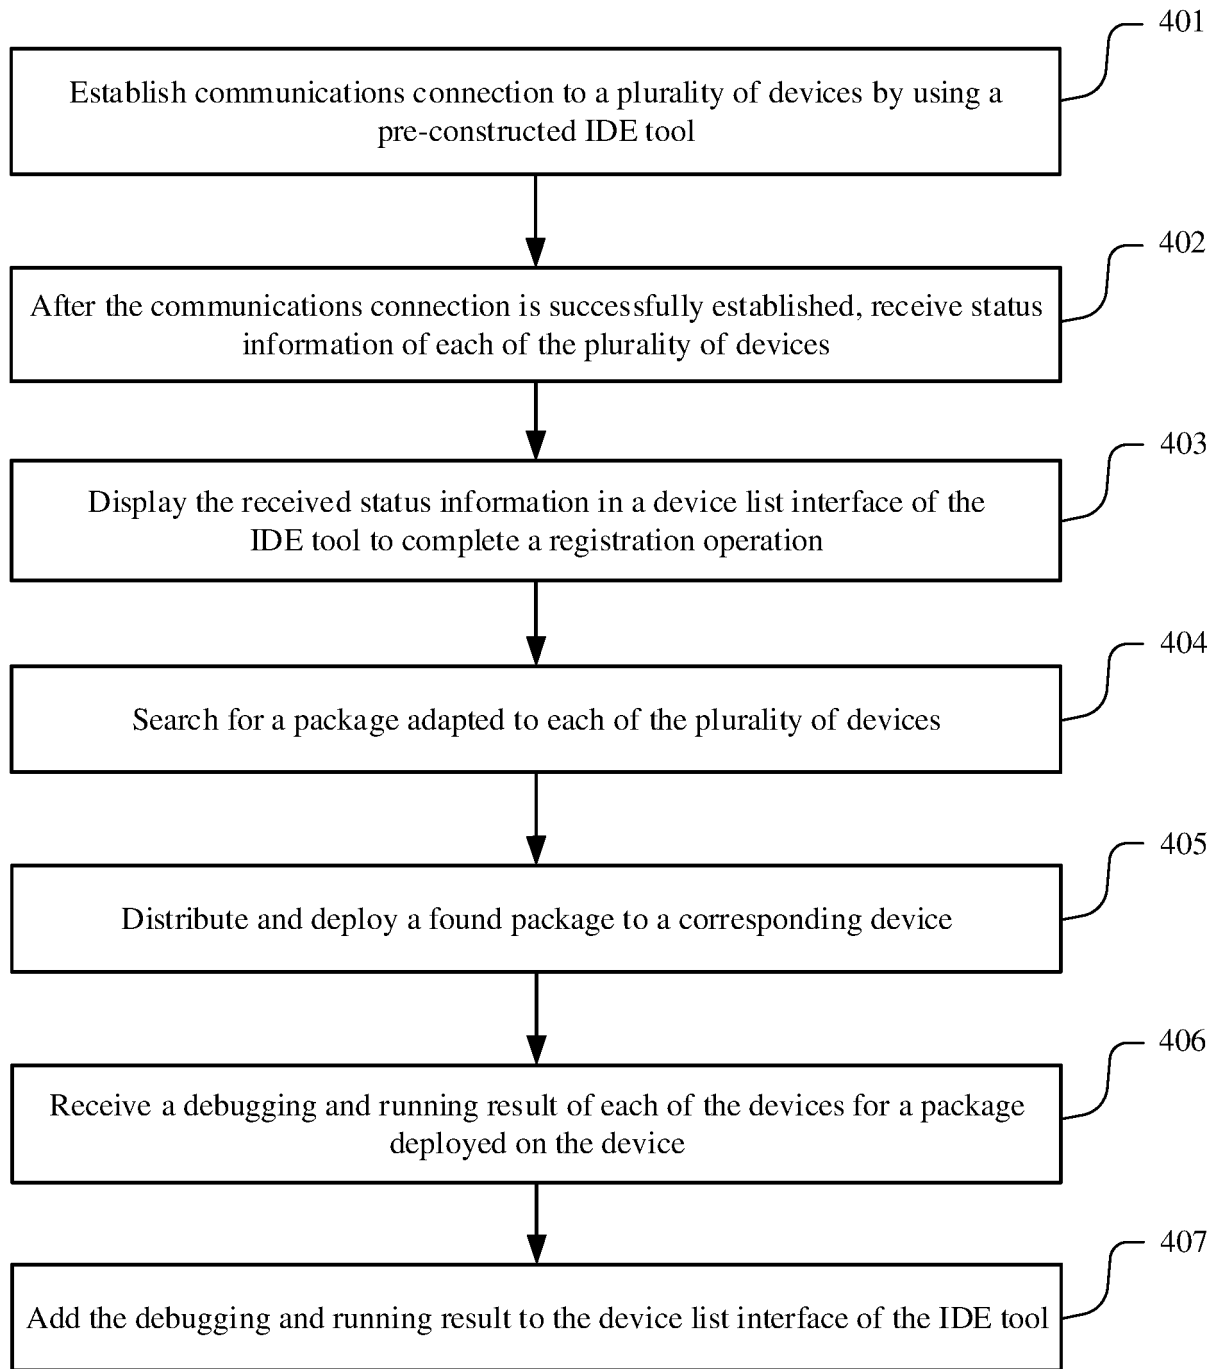 401
Establish communications connection to a plurality of devices by using a
pre-constructed IDE tool
402
After the communications connection is successfully established, receive status
information of each of the plurality of devices
403
Display the received status information in a device list interface of the
IDE tool to complete a registration operation
404
Search for a package adapted to each of the plurality of devices
405
Distribute and deploy a found package to a corresponding device
406
Receive a debugging and running result of each of the devices for a package
deployed on the device
407
Add the debugging and running result to the device list interface of the IDE tool